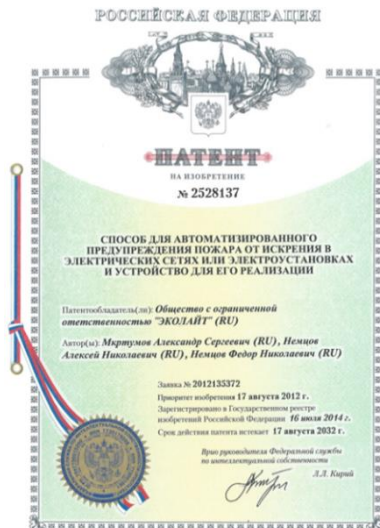 РОССИЙСКАЯ ФЕДЕРАЦИЯ
ПАТЕНТ
НА ИЗОБРЕТЕНИЕ
№ 2528137
СПОСОБ ДЛЯ АВТОМАТИЗИРОВАННОГО
ПРЕДУПРЕЖДЕНИЯ ПОЖАРА ОТ ИСКРЕНИЯ В
ЭЛЕКТРИЧЕСКИХ СЕТЯХ ИЛИ ЭЛЕКТРОУСТАНОВКАХ
И УСТРОЙСТВО ДЛЯ ЕГО РЕАЛИЗАЦИИ
Патентообладатель(ли): Общество с ограниченной
ответственностью "ЭКОЛАЙТ" (RU)
Автор(ы): Мкртумов Александр Сергеевич (RU), Немцов
Алексей Николаевич (RU), Немцов Федор Николаевич (RU)
Заявка № 2012135372
Приоритет изобретения 17 августа 2012 г.
Зарегистрировано в Государственном реестре
изобретений Российской Федерации 16 июля 2014 г.
Срок действия патента истекает 17 августа 2032 г.
Врио руководителя Федеральной службы
по интеллектуальной собственности
Л.Л. Кирий